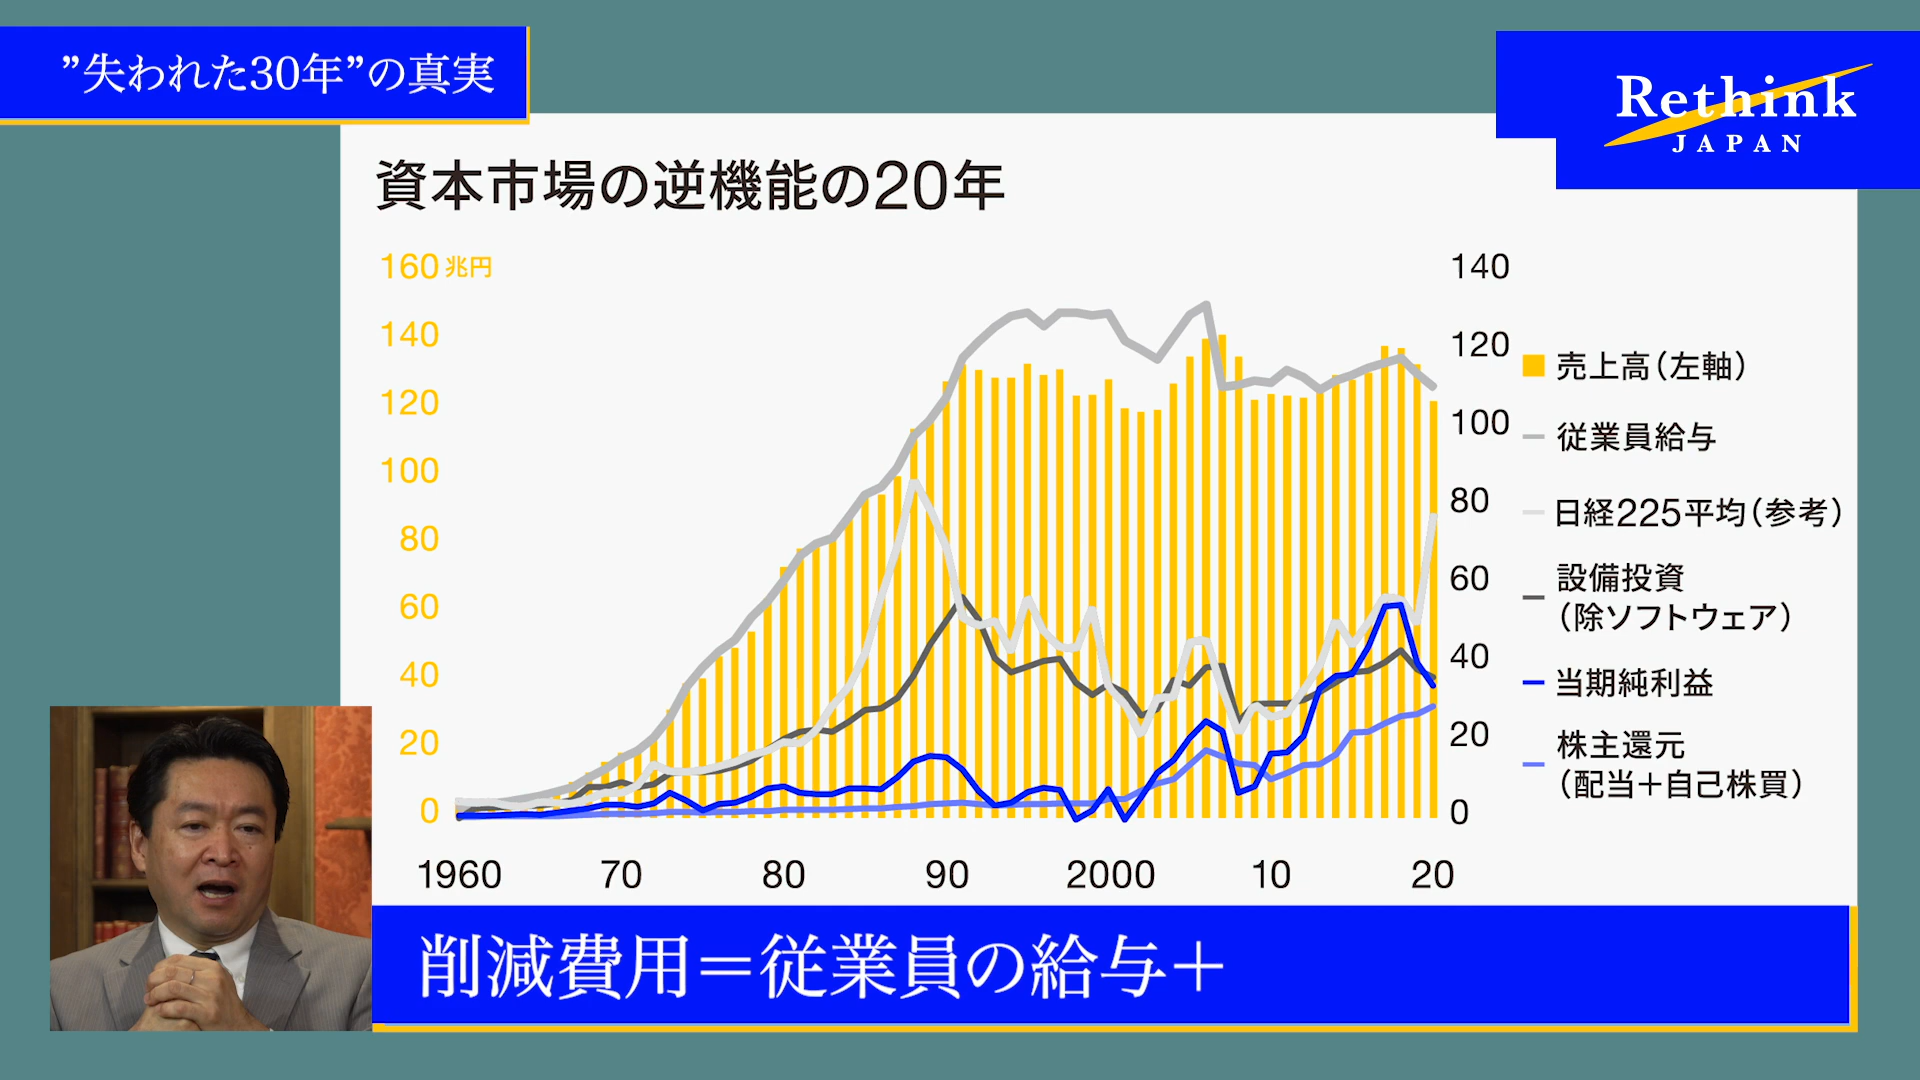 ”失われた30年”の真実
Rethink
JAPAN
資本市場の逆機能の20年
160兆円
140
120
100
80
60
40
20
0
140
120
100
80
60
40
20
0
売上高（左軸）
従業員給与
日経225平均（参考）
設備投資
（除ソフトウェア）
当期純利益
株主還元
（配当＋自己株買）
1960 70 80 90 2000 10 20
削減費用＝従業員の給与＋